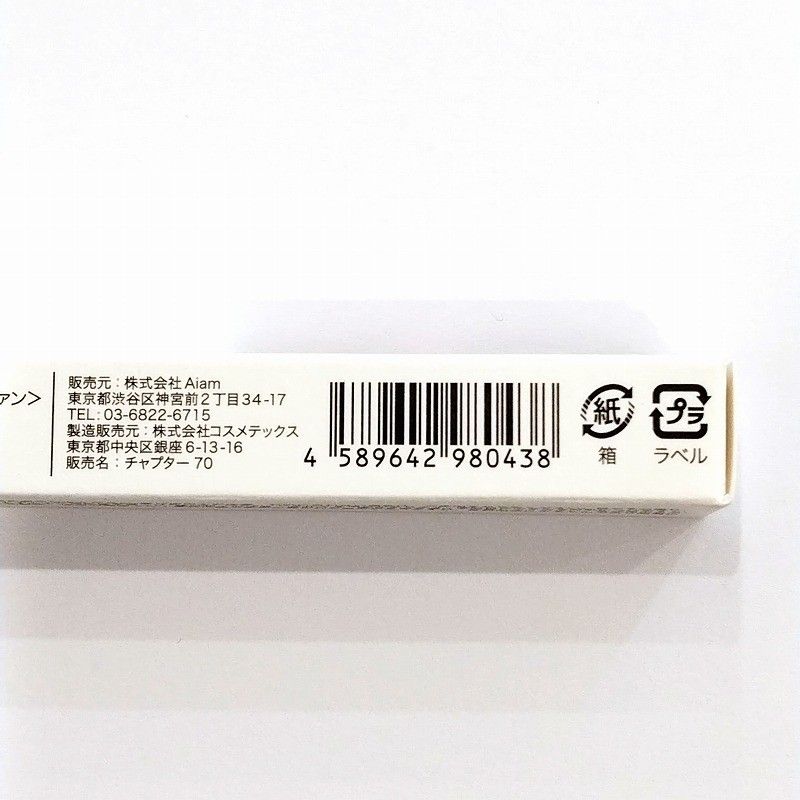 ァン>
販売元：株式会社 Aiam
東京都渋谷区神宮前2丁目34-17
TEL: 03-6822-6715
製造販売元：株式会社コスメテックス
東京都中央区銀座 6-13-16
販売名：チャプター 70
4 589642 980438
紙
箱
プラ
ラベル